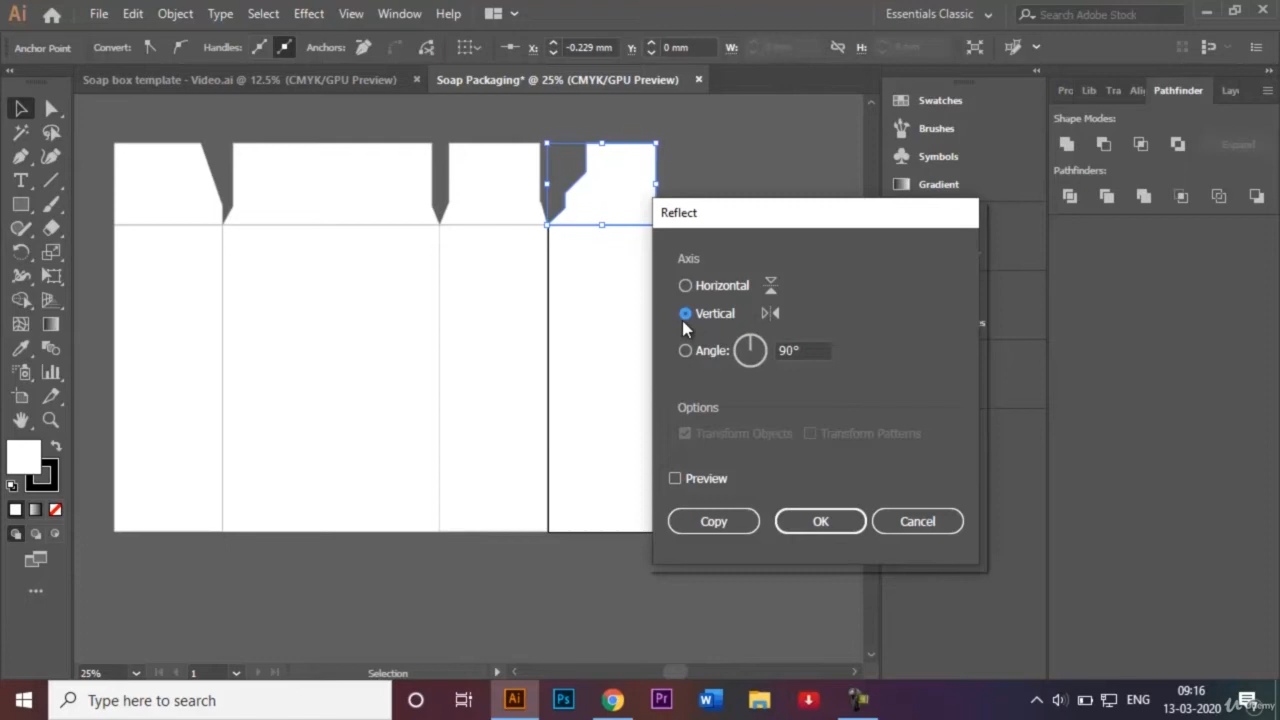 Ai File Edit Object Type Select Effect View Window Help Essentials Classic Search Adobe Stock
Anchor Point Convert: Handles: Anchors: X: -0.229 mm Y: 0 mm W: H:
Soap box template - Video.ai @ 12.5% (CMYK/GPU Preview) × Soap Packaging* @ 25% (CMYK/GPU Preview) ×
Swatches
Brushes
Symbols
Gradient
Lib Tra Pathfinder
Shape Modes:
Expand
Pathfinders:
Reflect
Axis
Horizontal
Vertical
Angle: 90°
Options
Transform Objects Transform Patterns
Preview
Copy OK Cancel
25% 1 Selection
Type here to search Ai Ps Pr ENG 09:16
13-03-2020